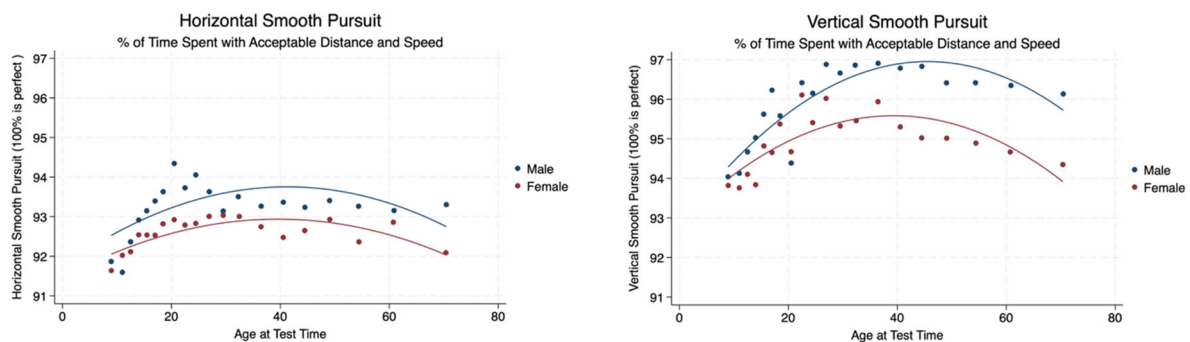 Horizontal Smooth Pursuit
% of Time Spent with Acceptable Distance and Speed
Horizontal Smooth Pursuit (100% is perfect )
97
96
95
94
93
92
91
0
20
40
60
80
Age at Test Time
Male
Female
Vertical Smooth Pursuit
% of Time Spent with Acceptable Distance and Speed
Vertical Smooth Pursuit (100% is perfect)
97
96
95
94
93
92
91
0
20
40
60
80
Age at Test Time
Male
Female